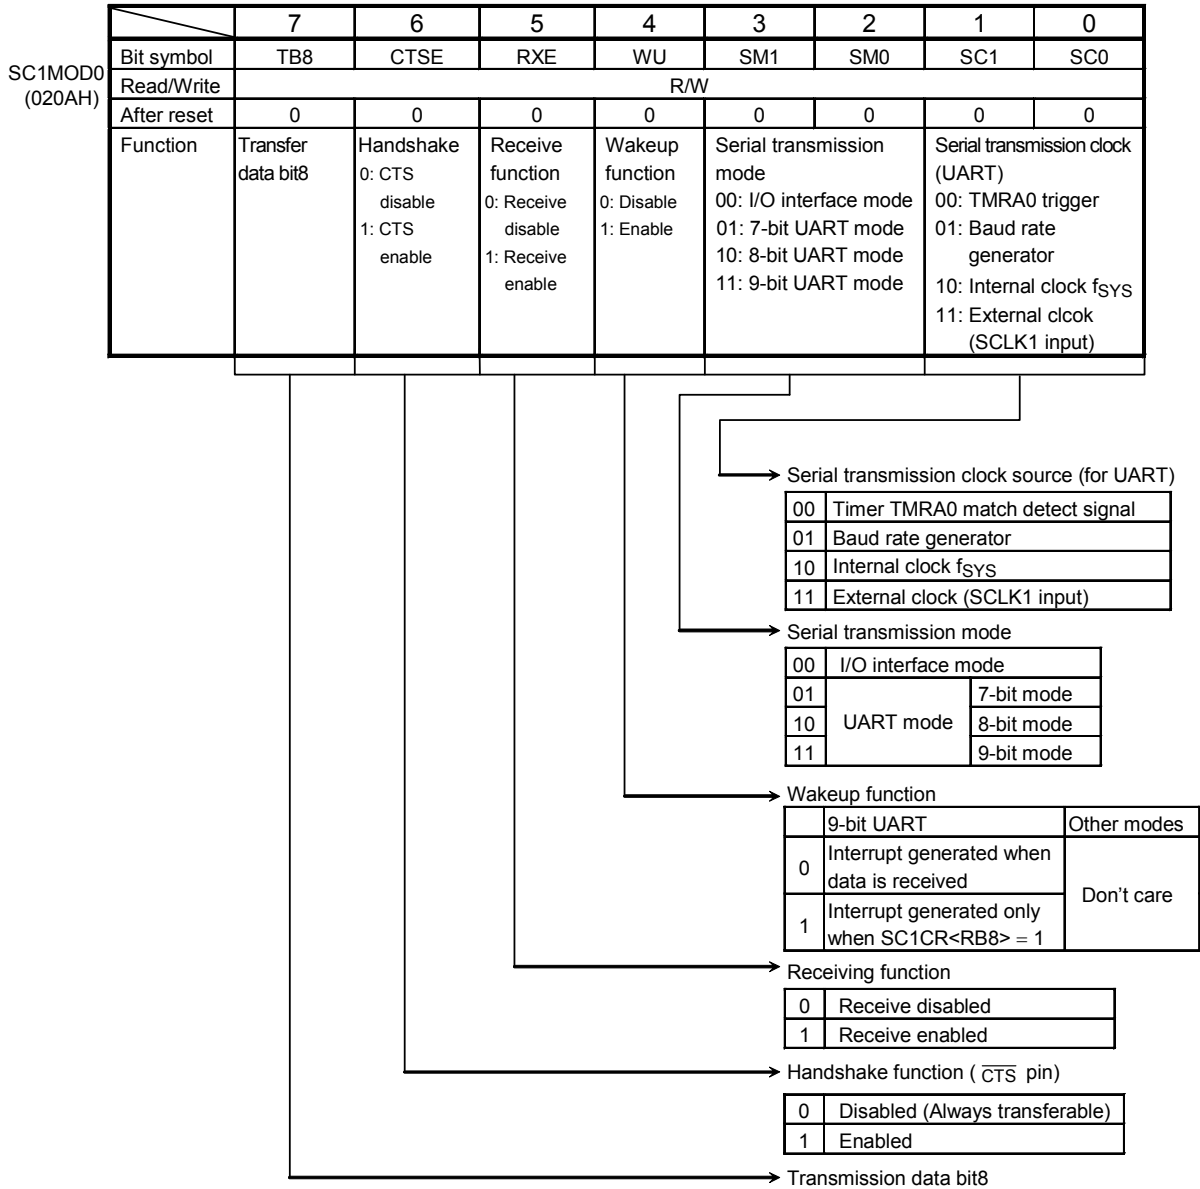 7 6 5 4 3 2 1 0
SC1MOD0
(020AH)
Bit symbol TB8 CTSE RXE WU SM1 SM0 SC1 SC0
Read/Write R/W
After reset 0 0 0 0 0 0 0 0
Function
Transfer
data bit8
Handshake
0: CTS
disable
1: CTS
enable
Receive
function
0: Receive
disable
1: Receive
enable
Wakeup
function
0: Disable
1: Enable
Serial transmission
mode
00: I/O interface mode
01: 7-bit UART mode
10: 8-bit UART mode
11: 9-bit UART mode
Serial transmission clock
(UART)
00: TMRA0 trigger
01: Baud rate
generator
10: Internal clock fSYS
11: External clcok
(SCLK1 input)
Serial transmission clock source (for UART)
00 Timer TMRA0 match detect signal
01 Baud rate generator
10 Internal clock fSYS
11 External clock (SCLK1 input)
Serial transmission mode
00 I/O interface mode
01 7-bit mode
10 UART mode 8-bit mode
11 9-bit mode
Wakeup function
9-bit UART Other modes
0 Interrupt generated when
data is received
Don't care
1 Interrupt generated only
when SC1CR<RB8> = 1
Receiving function
0 Receive disabled
1 Receive enabled
Handshake function ( CTS pin)
0 Disabled (Always transferable)
1 Enabled
Transmission data bit8